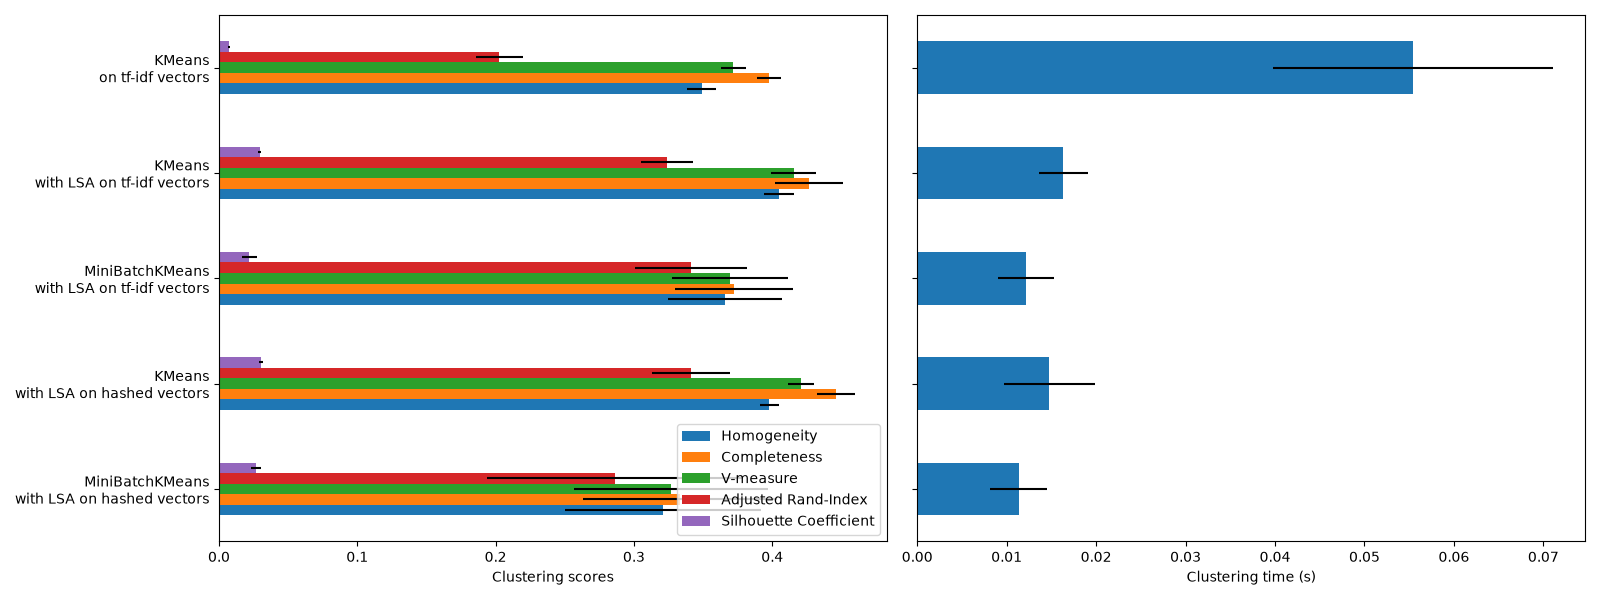 KMeans
on tf-idf vectors
KMeans
with LSA on tf-idf vectors
MiniBatchKMeans
with LSA on tf-idf vectors
KMeans
with LSA on hashed vectors
MiniBatchKMeans
with LSA on hashed vectors
Homogeneity
Completeness
V-measure
Adjusted Rand-Index
Silhouette Coefficient
0.0 0.1 0.2 0.3 0.4
Clustering scores
0.00 0.01 0.02 0.03 0.04 0.05 0.06 0.07
Clustering time (s)